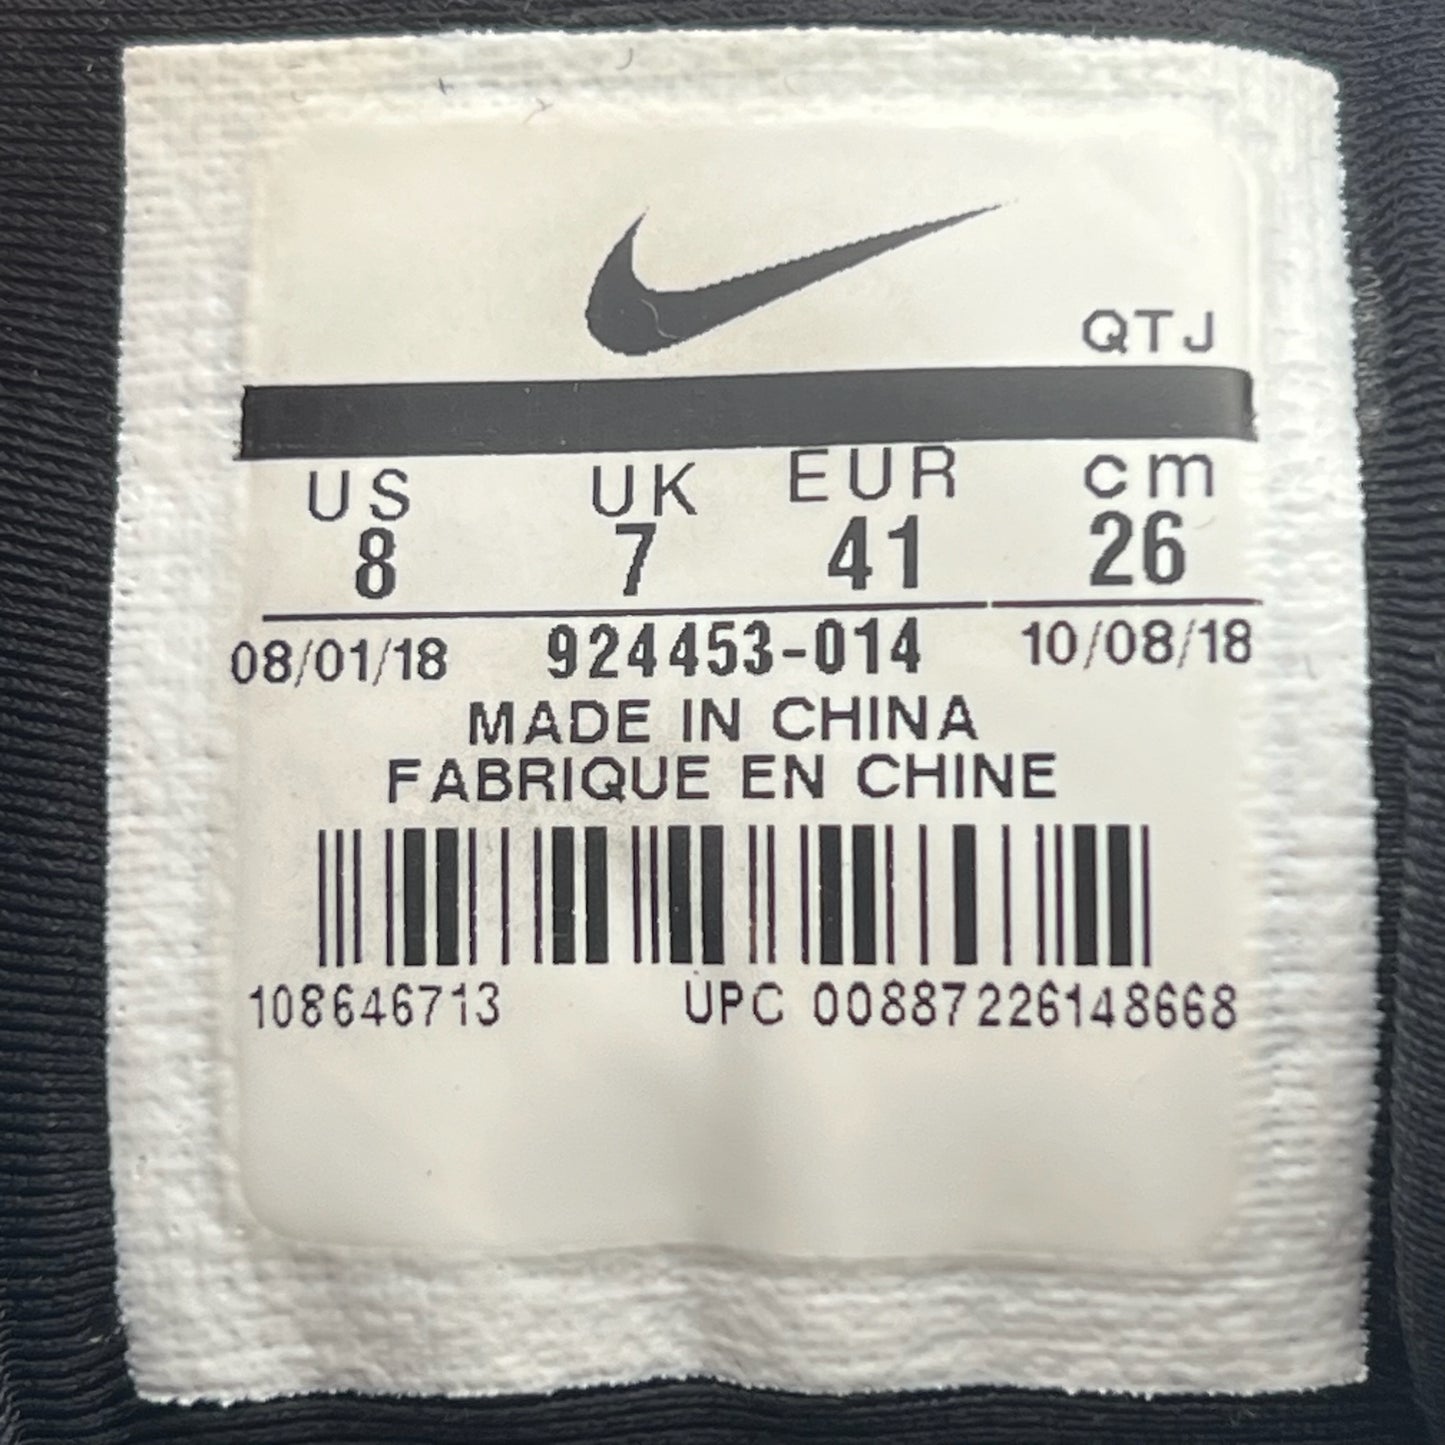 QTJ
US UK EUR cm
8 7 41 26
08/01/18 924453-014 10/08/18
MADE IN CHINA
FABRIQUE EN CHINE
108646713 UPC 00887226148668